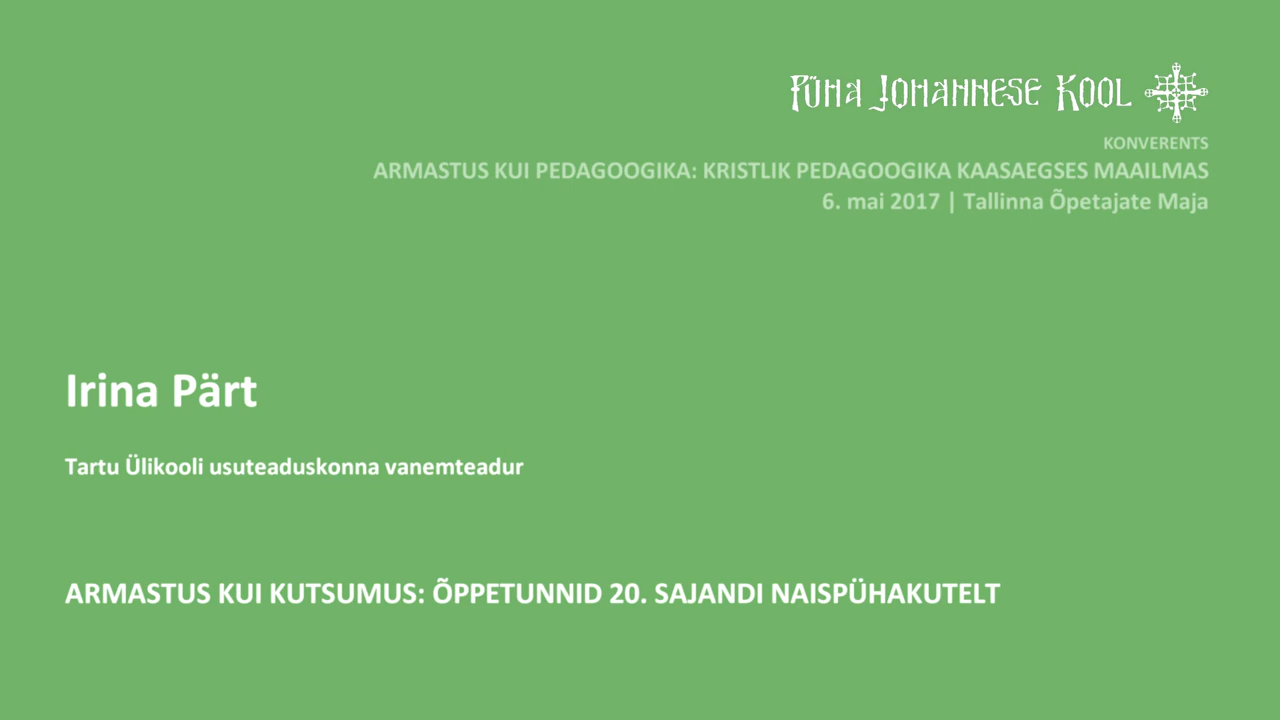 Püha Johannese Kool
KONVERENTS
ARMASTUS KUI PEDAGOOGIKA: KRISTLIK PEDAGOOGIKA KAASAEGSES MAAILMAS
6. mai 2017 | Tallinna Õpetajate Maja
Irina Pärt
Tartu Ülikooli usuteaduskonna vanemteadur
ARMASTUS KUI KUTSUMUS: ÕPPETUNNID 20. SAJANDI NAISPÜHAKUTELT